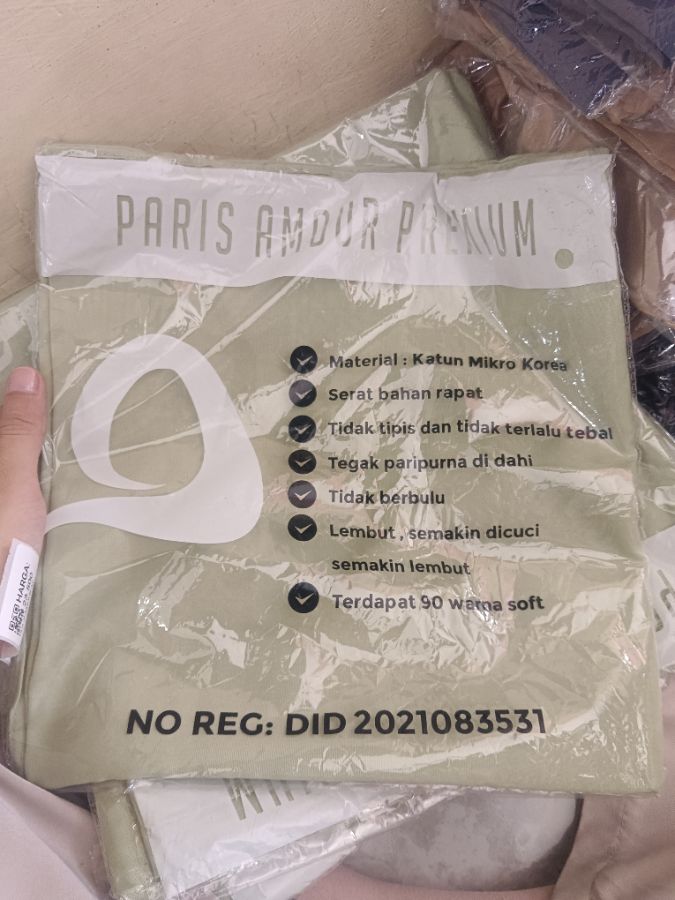 PARIS AMOUR PREMIUM
Material : Katun Mikro Korea
Serat bahan rapat
Tidak tipis dan tidak terlalu tebal
Tegak paripurna di dahi
Tidak berbulu
Lembut , semakin dicuci
semakin lembut
Terdapat 90 warna soft
NO REG: DID 2021083531
HARGA: